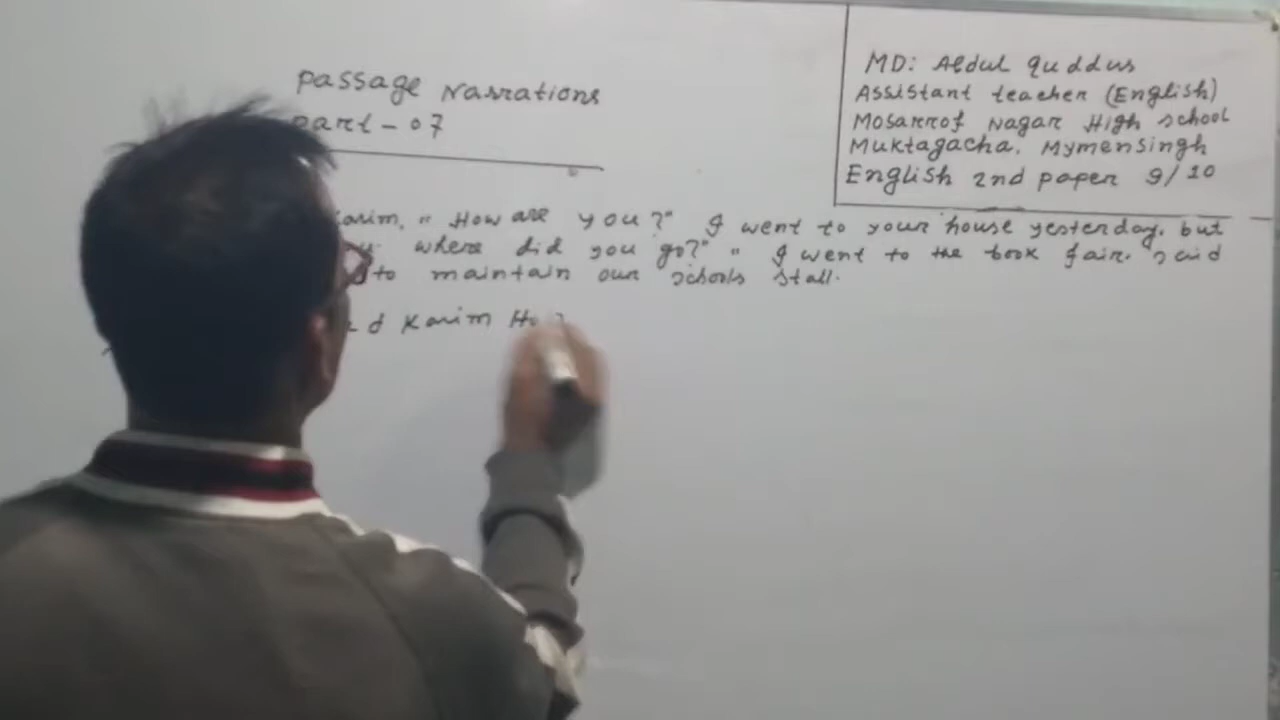 Passage Narrations
Part - 07
MD: Abdul Quddus
Assistant teacher (English)
Mosarrof Nagar High school
Muktagacha, Mymensingh
English 2nd paper 9/10
Karim, "How are you?" I went to your house yesterday. but
where did you go?" "I went to the book fair. said
to maintain our schools stall.
Karim